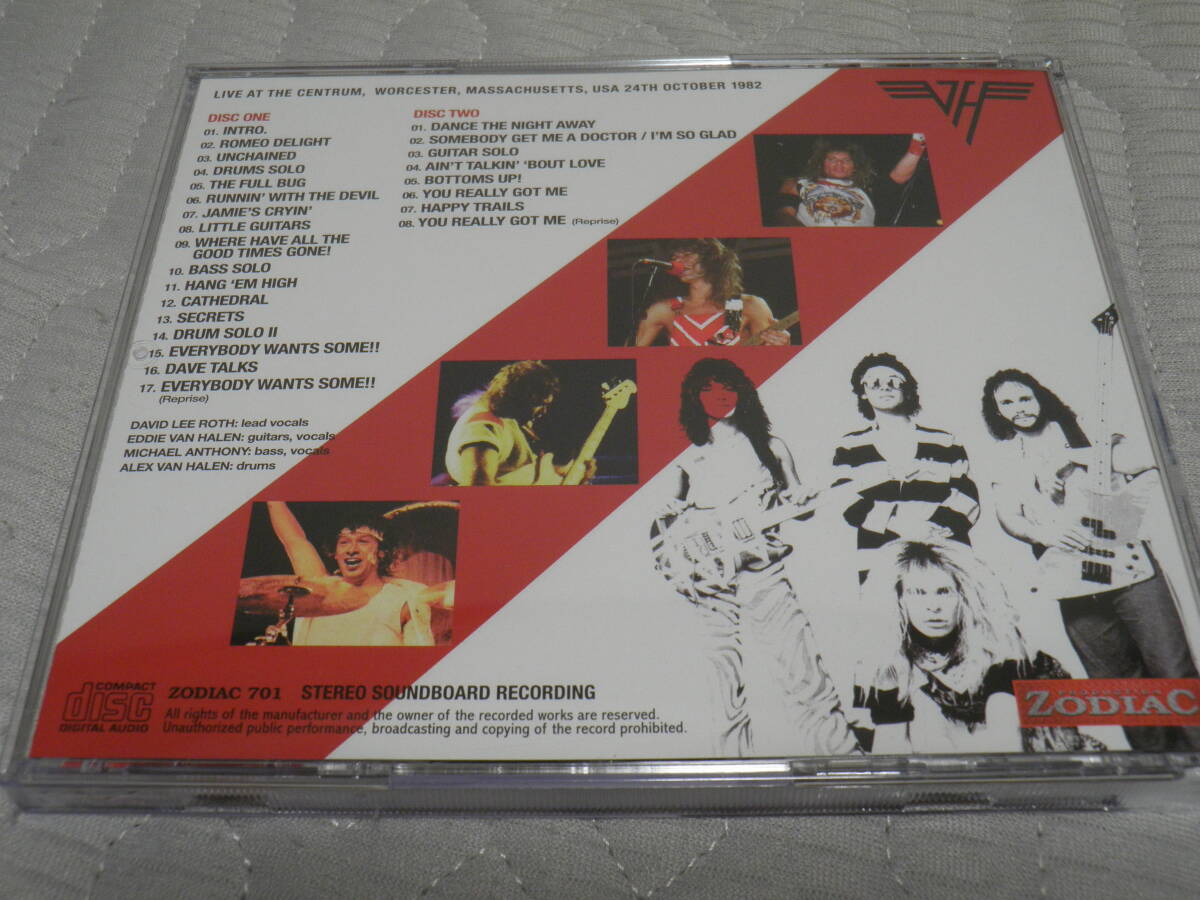 LIVE AT THE CENTRUM, WORCESTER, MASSACHUSETTS, USA 24TH OCTOBER 1982
VH
DISC ONE
01. INTRO.
02. ROMEO DELIGHT
03. UNCHAINED
04. DRUMS SOLO
05. THE FULL BUG
06. RUNNIN' WITH THE DEVIL
07. JAMIE'S CRYIN'
08. LITTLE GUITARS
09. WHERE HAVE ALL THE
GOOD TIMES GONE!
10. BASS SOLO
11. HANG 'EM HIGH
12. CATHEDRAL
13. SECRETS
14. DRUM SOLO II
15. EVERYBODY WANTS SOME!!
16. DAVE TALKS
17. EVERYBODY WANTS SOME!!
(Reprise)
DISC TWO
01. DANCE THE NIGHT AWAY
02. SOMEBODY GET ME A DOCTOR / I'M SO GLAD
03. GUITAR SOLO
04. AIN'T TALKIN' 'BOUT LOVE
05. BOTTOMS UP!
06. YOU REALLY GOT ME
07. HAPPY TRAILS
08. YOU REALLY GOT ME (Reprise)
DAVID LEE ROTH: lead vocals
EDDIE VAN HALEN: guitars, vocals
MICHAEL ANTHONY: bass, vocals
ALEX VAN HALEN: drums
COMPACT
disc
DIGITAL AUDIO
ZODIAC 701 STEREO SOUNDBOARD RECORDING
All rights of the manufacturer and the owner of the recorded works are reserved.
Unauthorized public performance, broadcasting and copying of the record prohibited.
ZODIAC